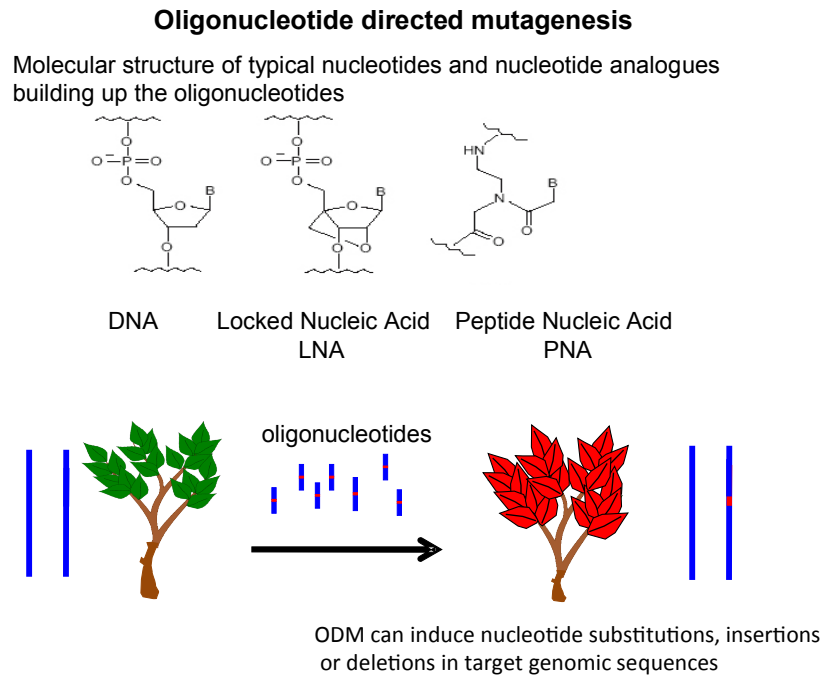 Oligonucleotide directed mutagenesis
Molecular structure of typical nucleotides and nucleotide analogues
building up the oligonucleotides
O
O − P = O
O
B
O
O
O
O − P = O
O
B
O
O
O
HN
B
N
O
O
DNA
Locked Nucleic Acid
LNA
Peptide Nucleic Acid
PNA
oligonucleotides
ODM can induce nucleotide substitutions, insertions
or deletions in target genomic sequences